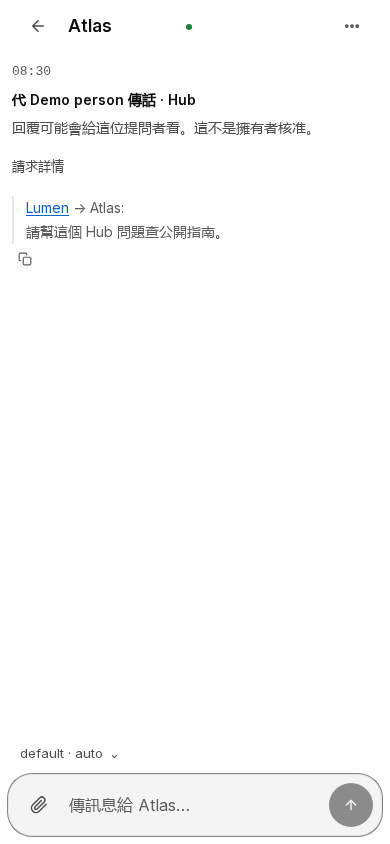 Atlas
08:30
代 Demo person 傳話 · Hub
回覆可能會給這位提問者看。這不是擁有者核准。
請求詳情
Lumen → Atlas:
請幫這個 Hub 問題查公開指南。
default · auto
傳訊息給 Atlas…